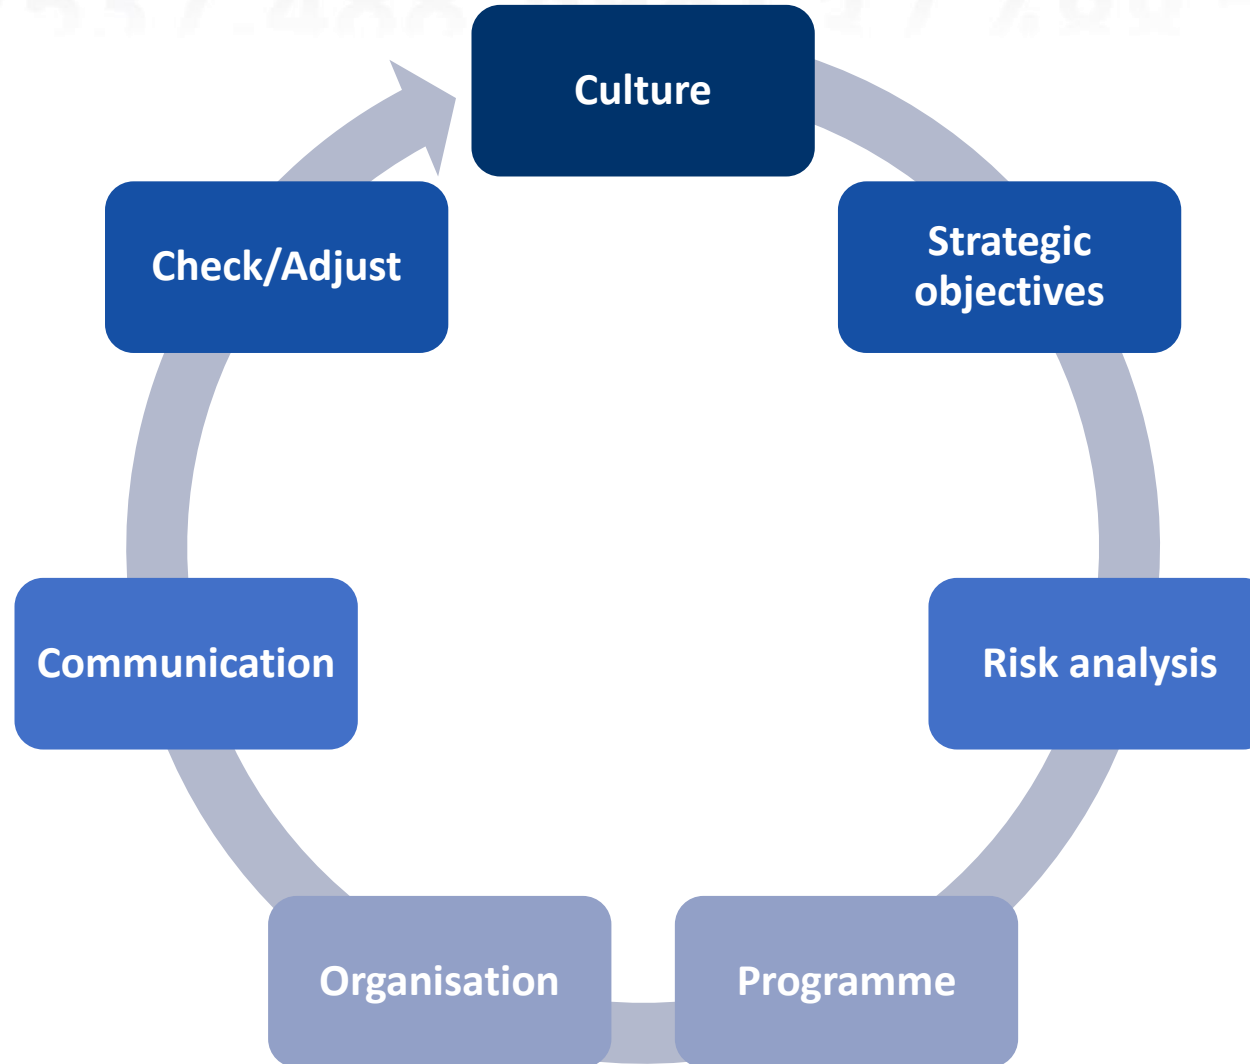 Culture
Strategic
objectives
Risk analysis
Programme
Organisation
Communication
Check/Adjust